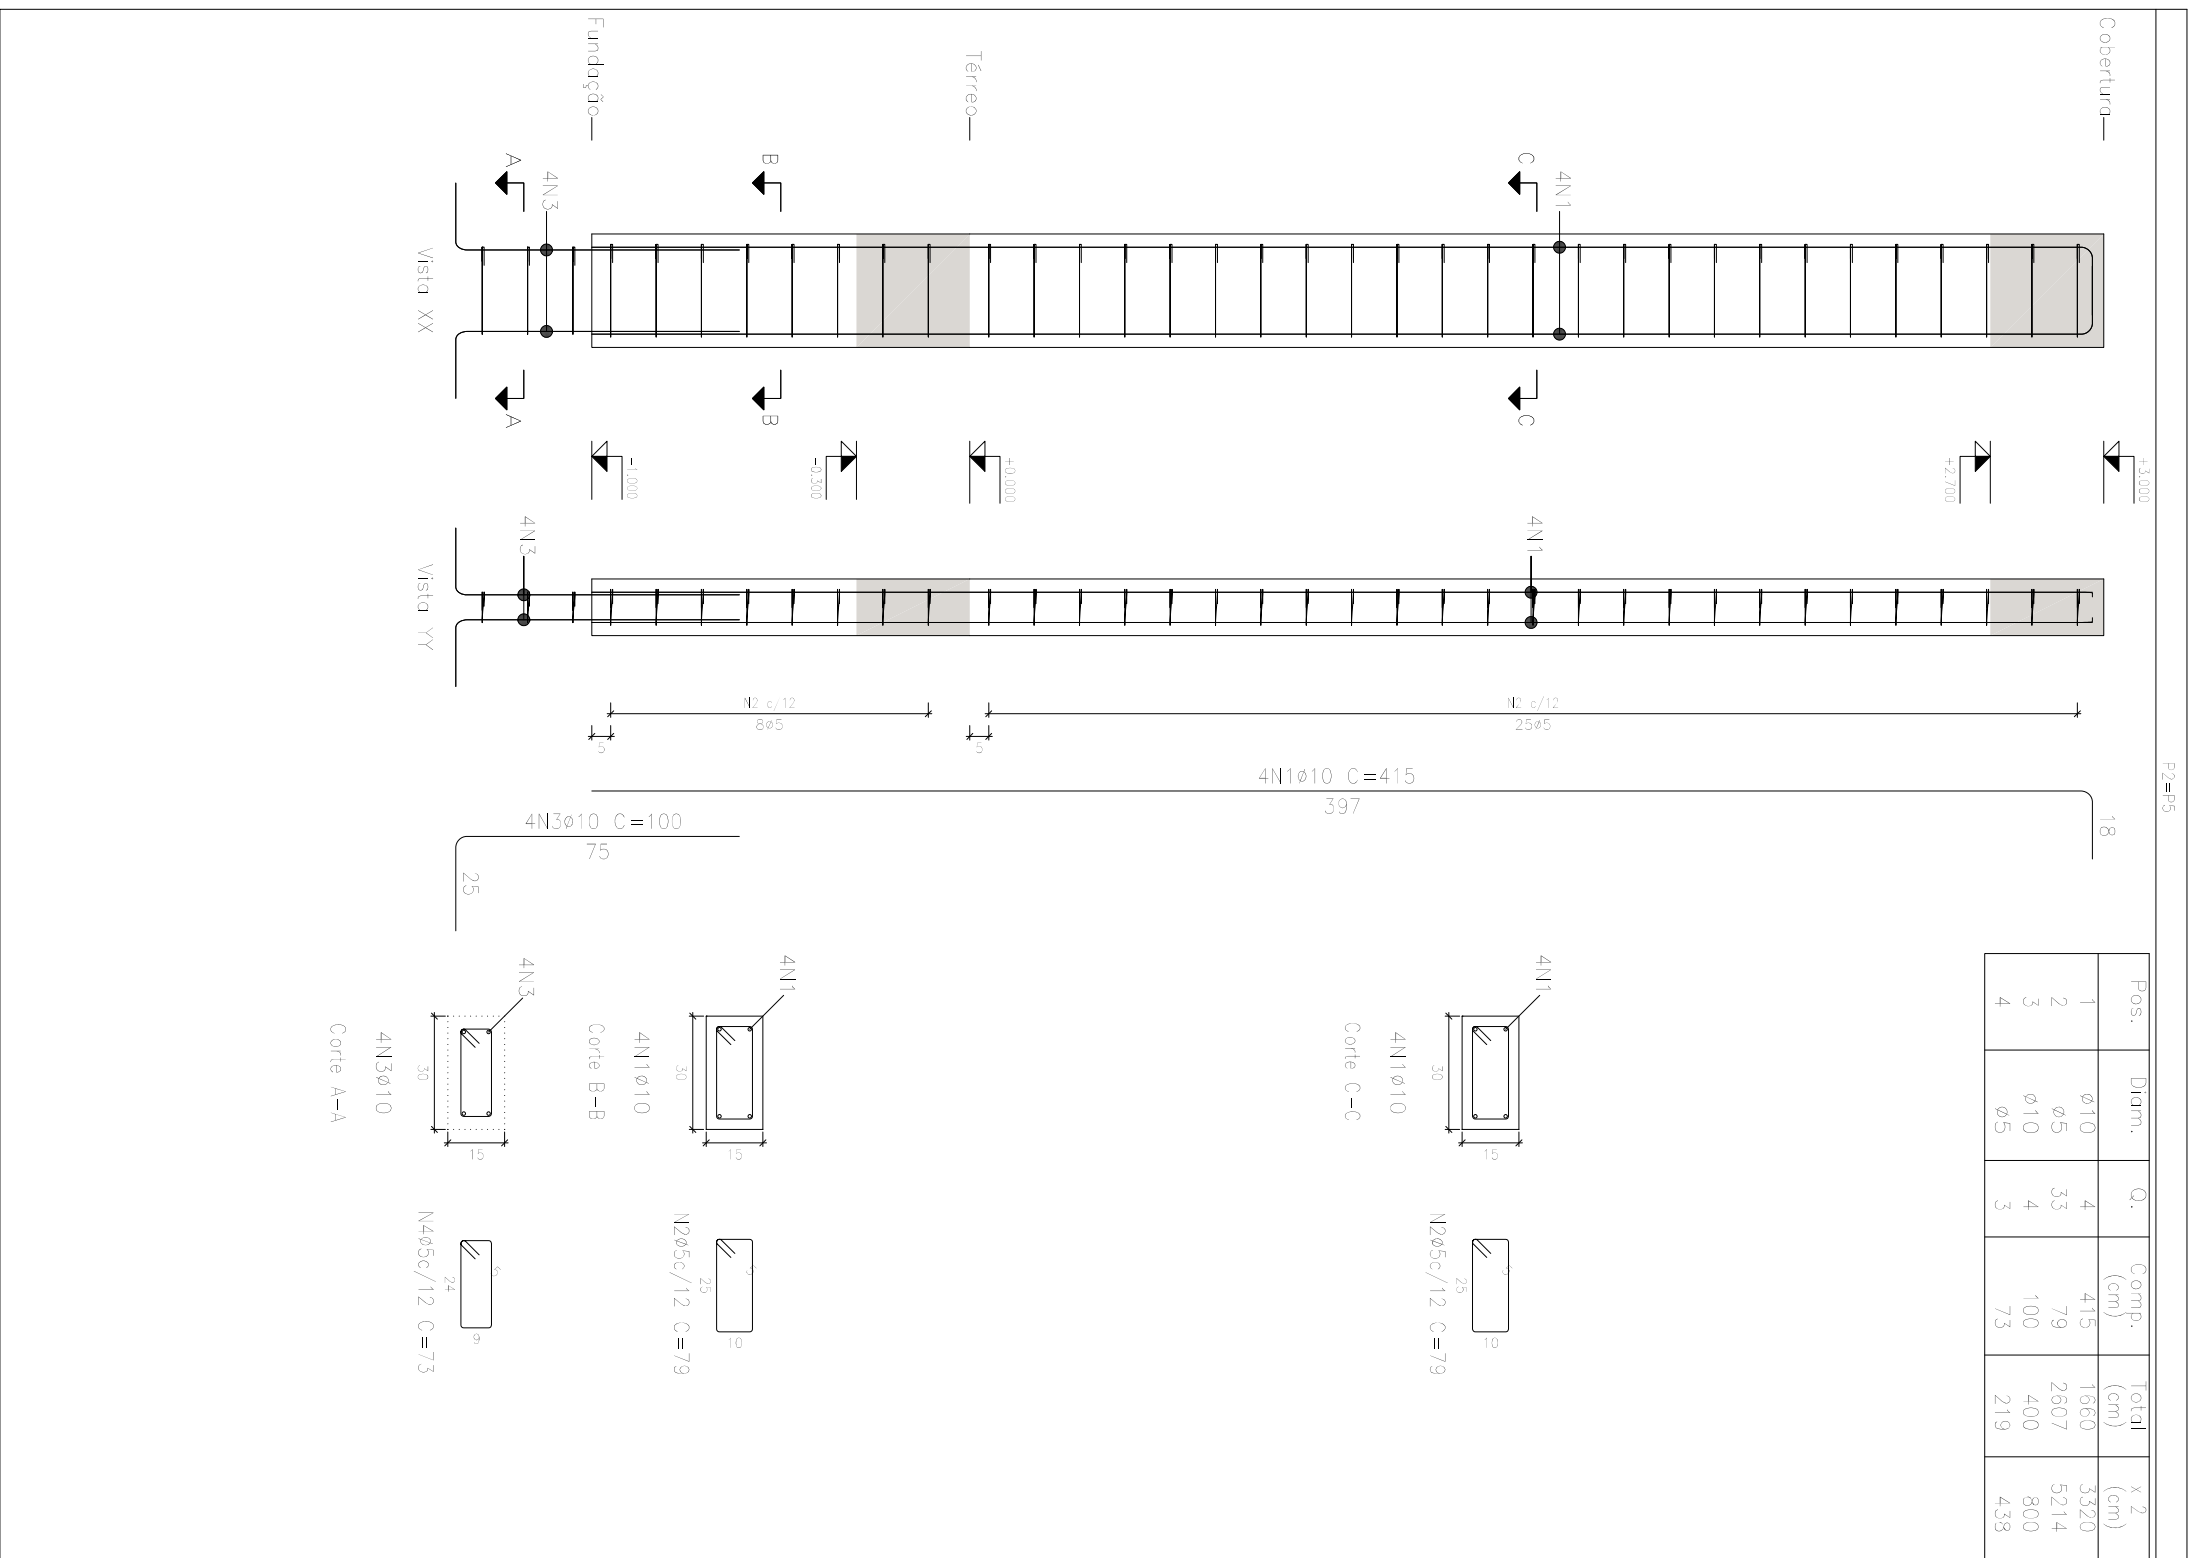 P2=P5
Cobertura
Térreo
Fundação
A
4N3
B
C
4N1
A
B
C
Vista XX
-1.000
-0.300
+0.000
+2.700
+3.000
4N3
4N1
Vista YY
N2 c/12
8ø5
N2 c/12
25ø5
5
5
4N1ø10 C=415
397
18
4N3ø10 C=100
75
25
Pos. Diam. Q. Comp. (cm) Total (cm) x 2 (cm)
1 ø10 4 415 1660 3320
2 ø5 33 79 2607 5214
3 ø10 4 100 400 800
4 ø5 3 73 219 438
4N1
30
15
4N1ø10
Corte C-C
5
25
10
N2ø5c/12 C=79
4N1
30
15
4N1ø10
Corte B-B
5
25
10
N2ø5c/12 C=79
4N3
30
15
4N3ø10
Corte A-A
5
24
9
N4ø5c/12 C=73